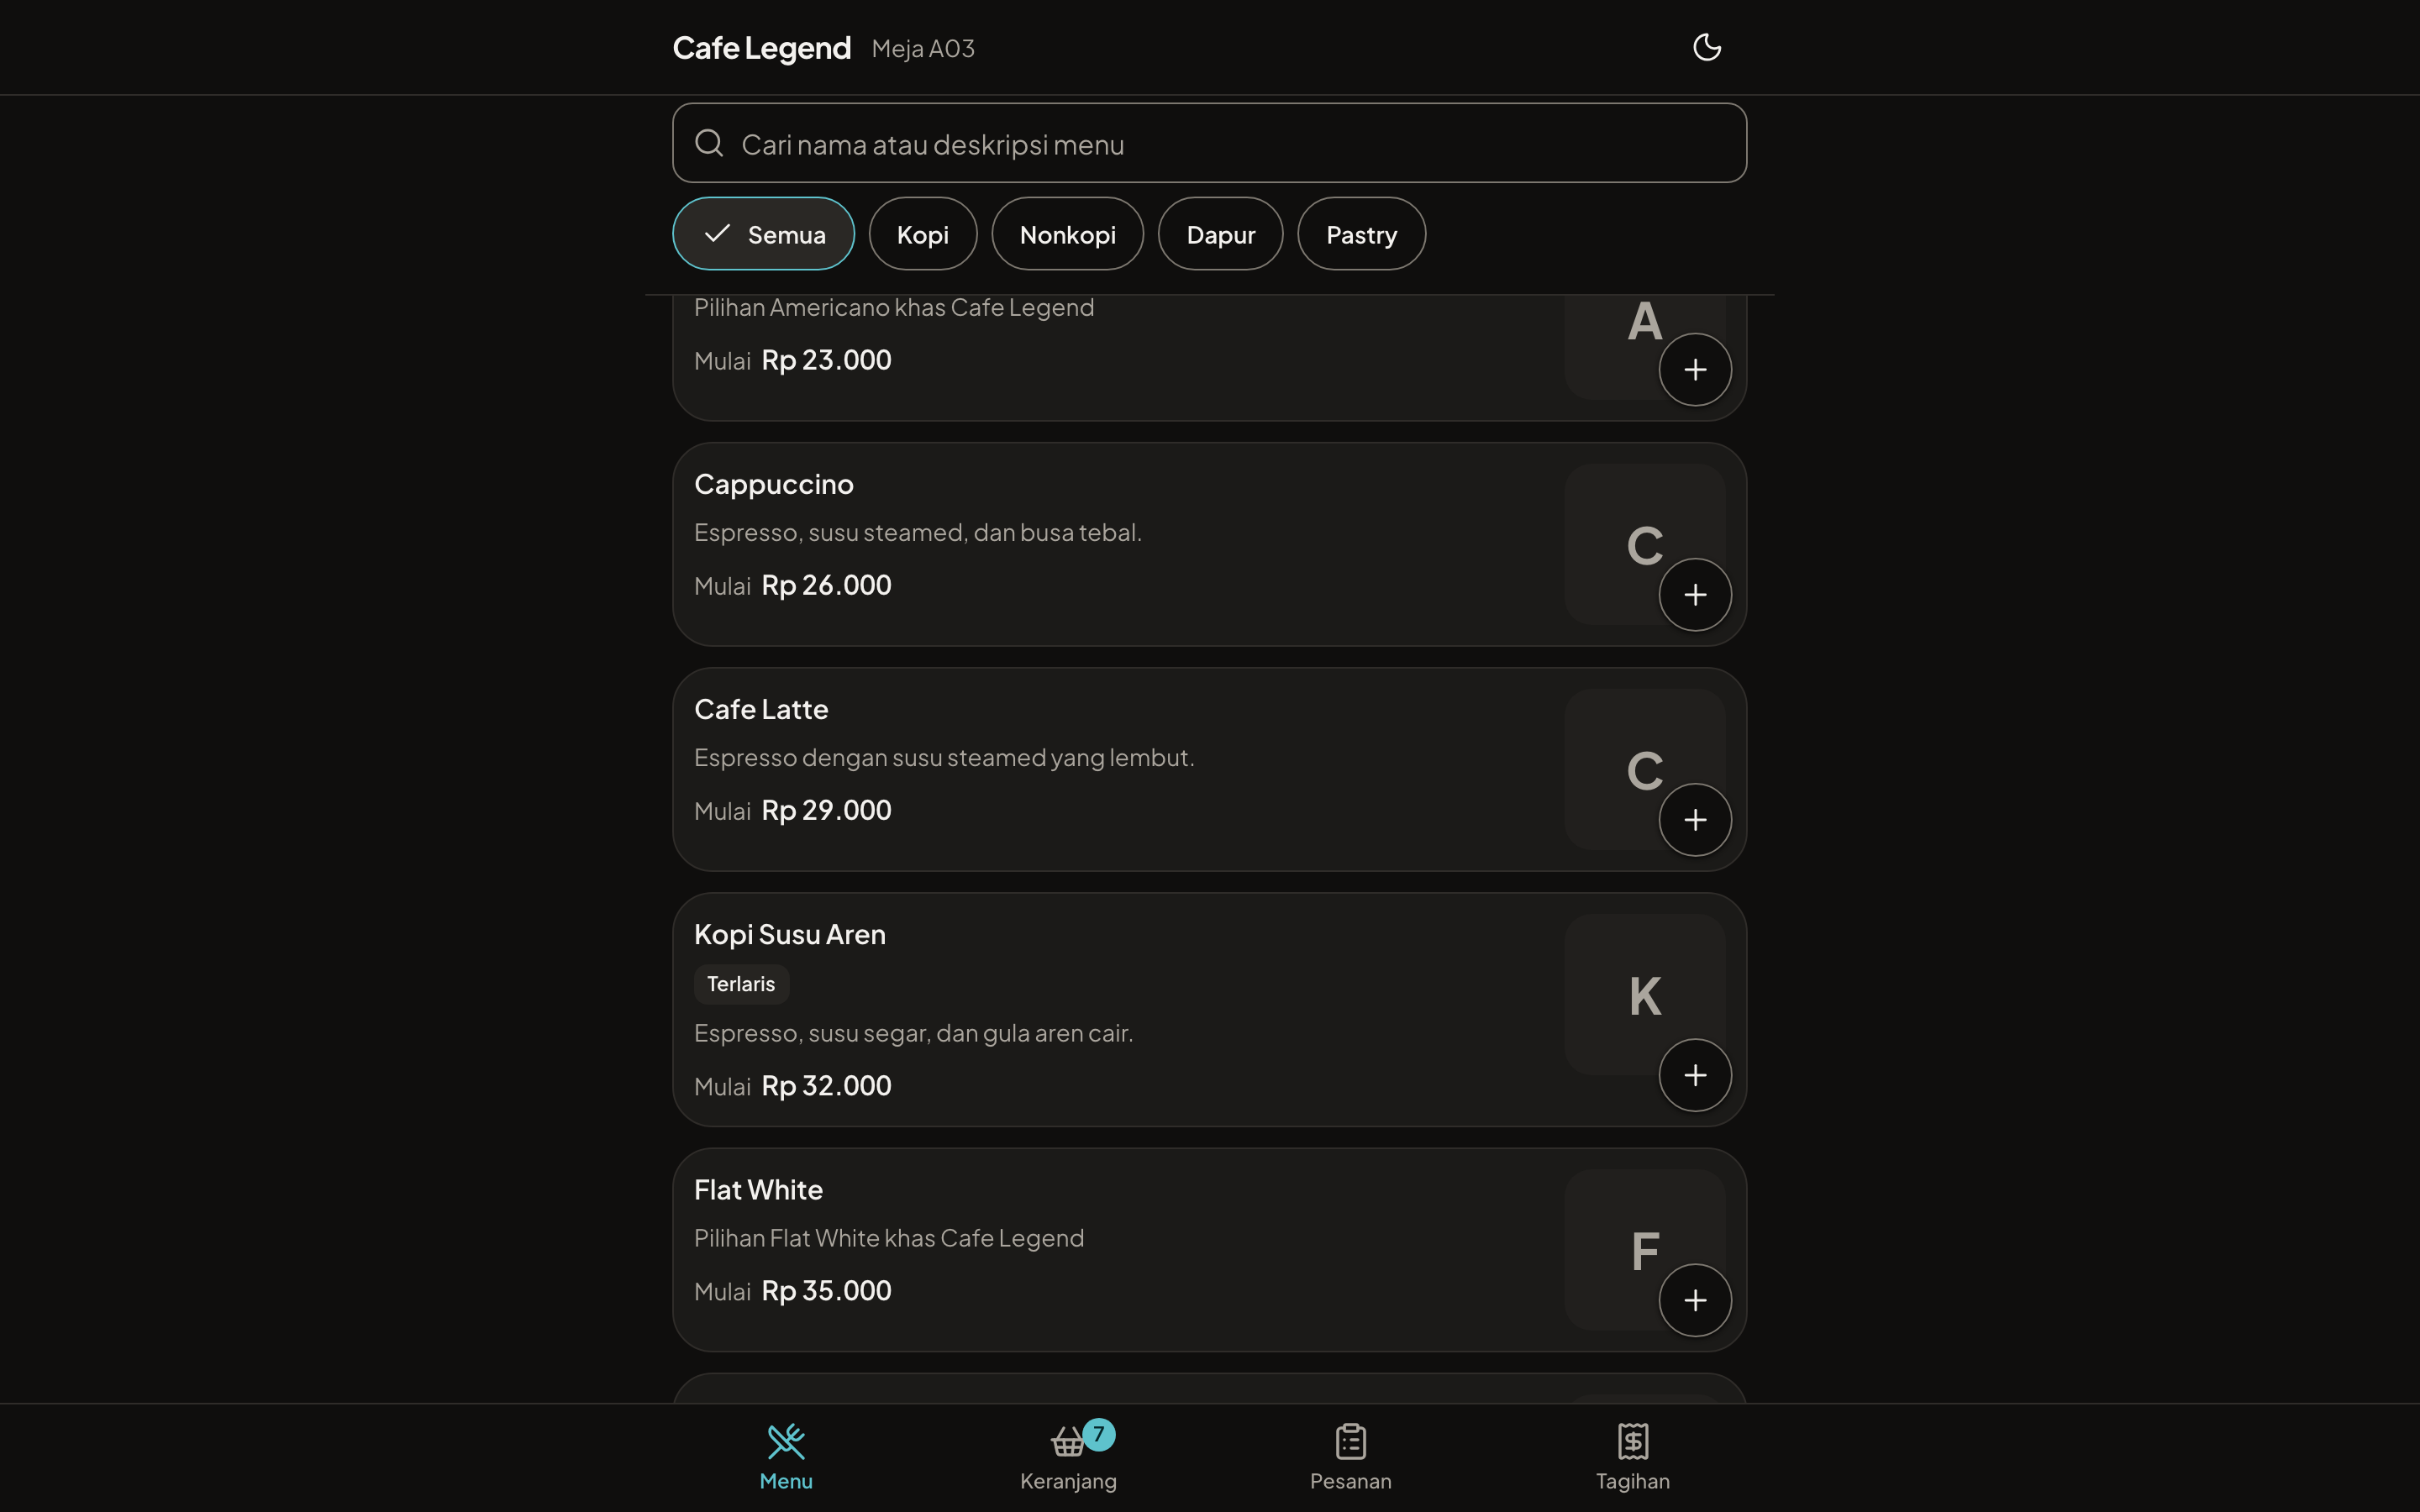 Cafe Legend Meja A03
Cari nama atau deskripsi menu
Semua Kopi Nonkopi Dapur Pastry
Pilihan Americano khas Cafe Legend
A
Mulai Rp 23.000
Cappuccino
Espresso, susu steamed, dan busa tebal.
C
Mulai Rp 26.000
Cafe Latte
Espresso dengan susu steamed yang lembut.
C
Mulai Rp 29.000
Kopi Susu Aren
Terlaris
K
Espresso, susu segar, dan gula aren cair.
Mulai Rp 32.000
Flat White
Pilihan Flat White khas Cafe Legend
F
Mulai Rp 35.000
7
Menu Keranjang Pesanan Tagihan